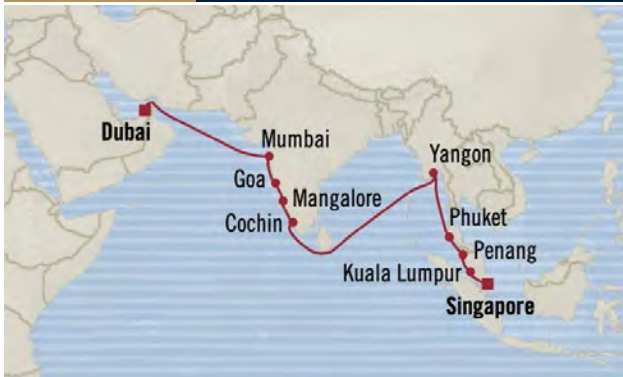 Dubai
Mumbai
Goa
Mangalore
Cochin
Yangon
Phuket
Penang
Kuala Lumpur
Singapore